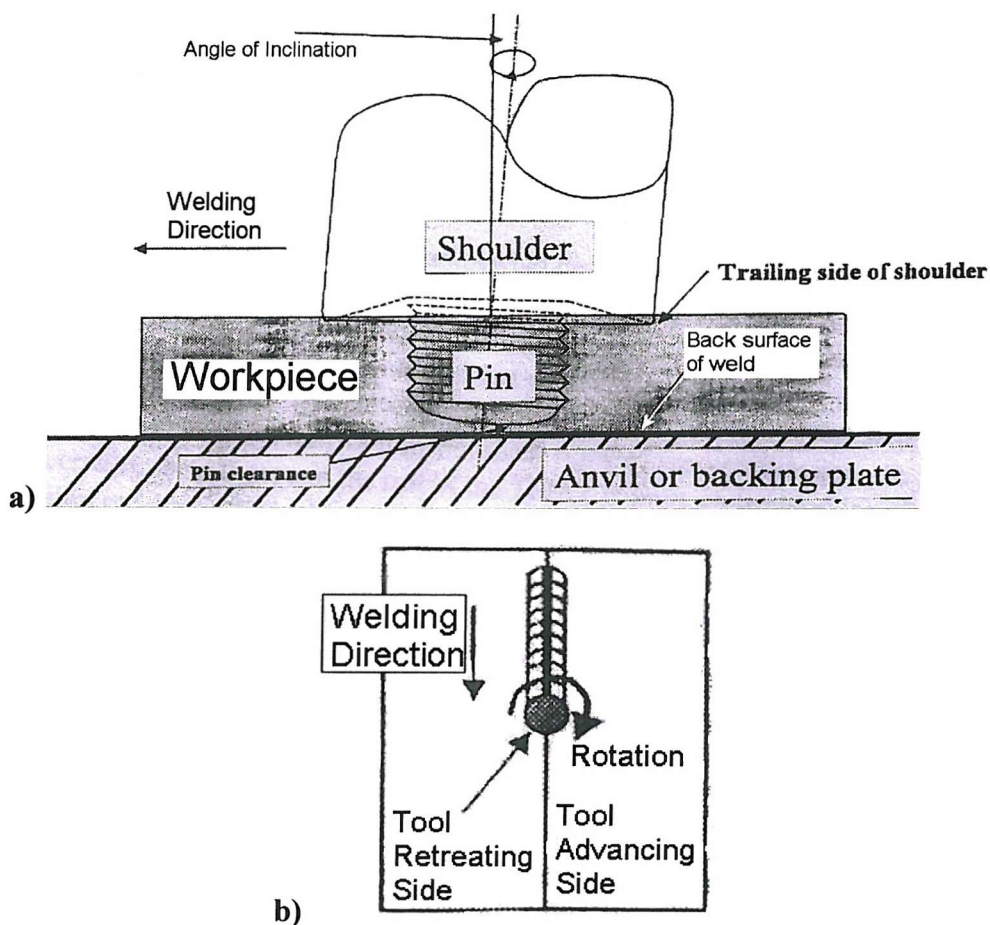 Angle of Inclination
Welding
Direction
Shoulder
Trailing side of shoulder
Back surface
of weld
Workpiece
Pin
Pin clearance
Anvil or backing plate
a)
Welding
Direction
Rotation
Tool
Retreating
Side
Tool
Advancing
Side
b)